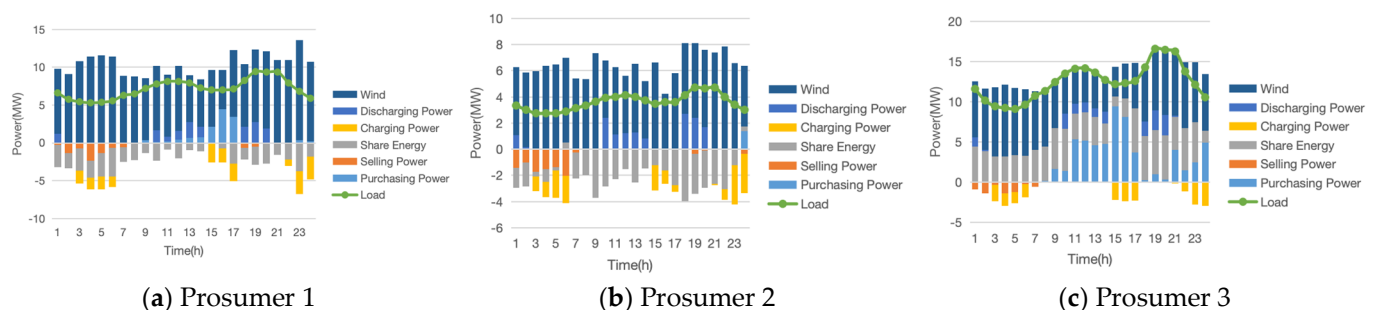 15
10
5
0
-5
-10
Power(MW)
1 3 5 7 9 11 13 15 17 19 21 23
Time(h)
Wind
Discharging Power
Charging Power
Share Energy
Selling Power
Purchasing Power
Load
(a) Prosumer 1
10
8
6
4
2
0
-2
-4
-6
Power(MW)
1 3 5 7 9 11 13 15 17 19 21 23
Time(h)
Wind
Discharging Power
Charging Power
Share Energy
Selling Power
Purchasing Power
Load
(b) Prosumer 2
20
15
10
5
0
-5
Power(MW)
1 3 5 7 9 11 13 15 17 19 21 23
Time(h)
Wind
Discharging Power
Charging Power
Share Energy
Selling Power
Purchasing Power
Load
(c) Prosumer 3